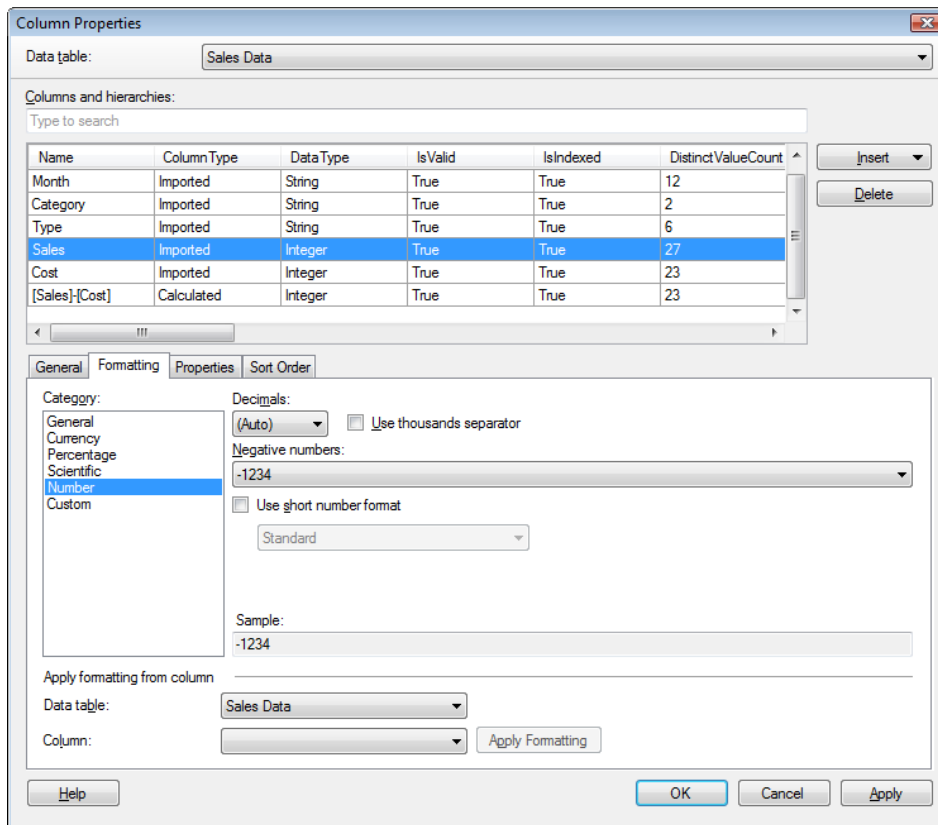 Column Properties
Data table: Sales Data
Columns and hierarchies:
Type to search
Name ColumnType DataType IsValid IsIndexed DistinctValueCount
Month Imported String True True 12
Category Imported String True True 2
Type Imported String True True 6
Sales Imported Integer True True 27
Cost Imported Integer True True 23
[Sales]-[Cost] Calculated Integer True True 23
Insert
Delete
General Formatting Properties Sort Order
Category:
General
Currency
Percentage
Scientific
Number
Custom
Decimals:
(Auto) Use thousands separator
Negative numbers:
-1234
Use short number format
Standard
Sample:
-1234
Apply formatting from column
Data table: Sales Data
Column: Apply Formatting
Help OK Cancel Apply